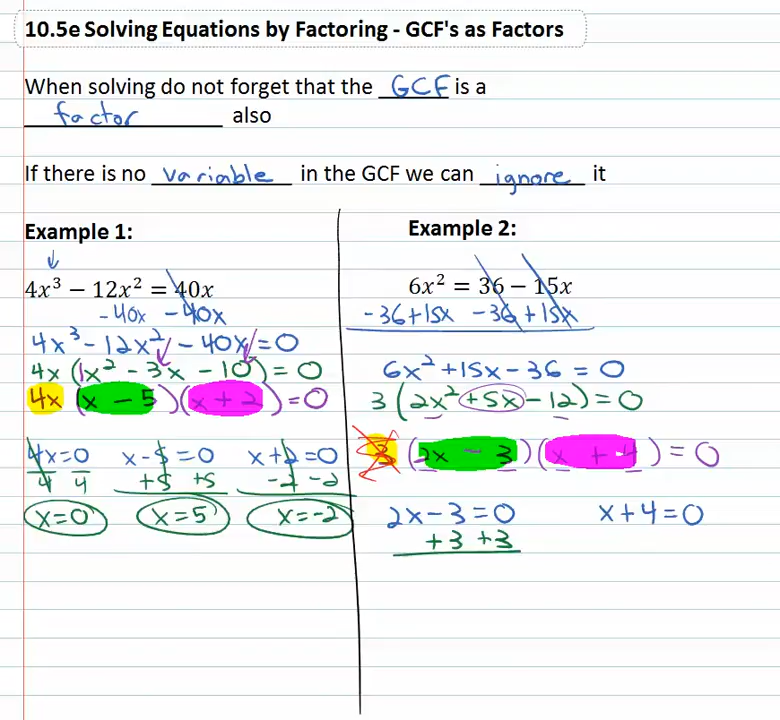 10.5e Solving Equations by Factoring - GCF's as Factors
When solving do not forget that the GCF is a
factor also
If there is no variable in the GCF we can ignore it
Example 1:
4x³ − 12x² = 40x
-40x -40x
4x³ - 12x² - 40x = 0
4x (1x² - 3x - 10) = 0
4x (x - 5)(x + 2) = 0
4x = 0 x - 5 = 0 x + 2 = 0
4 4 +5 +5 -2 -2
x = 0 x = 5 x = -2
Example 2:
6x² = 36 − 15x
-36 + 15x -36 + 15x
6x² + 15x - 36 = 0
3 (2x² + 5x - 12) = 0
3 (2x - 3)(x + 4) = 0
2x - 3 = 0 x + 4 = 0
+3 +3